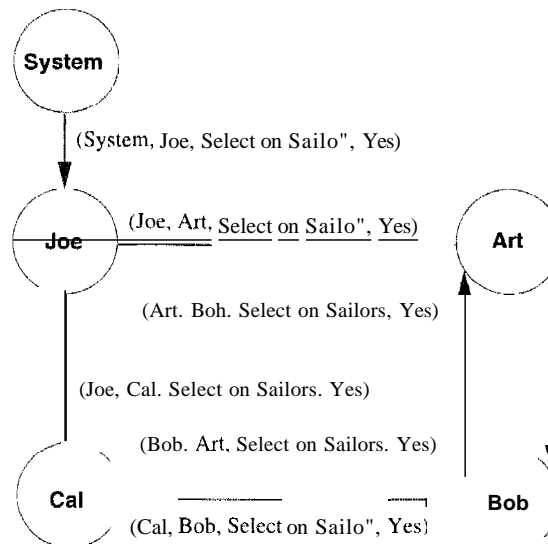 System
(System, Joe, Select on Sailo", Yes)
(Joe, Art, Select on Sailo", Yes)
Joe
Art
(Art. Boh. Select on Sailors, Yes)
(Joe, Cal. Select on Sailors. Yes)
(Bob. Art, Select on Sailors. Yes)
Cal
Bob
(Cal, Bob, Select on Sailo", Yes)